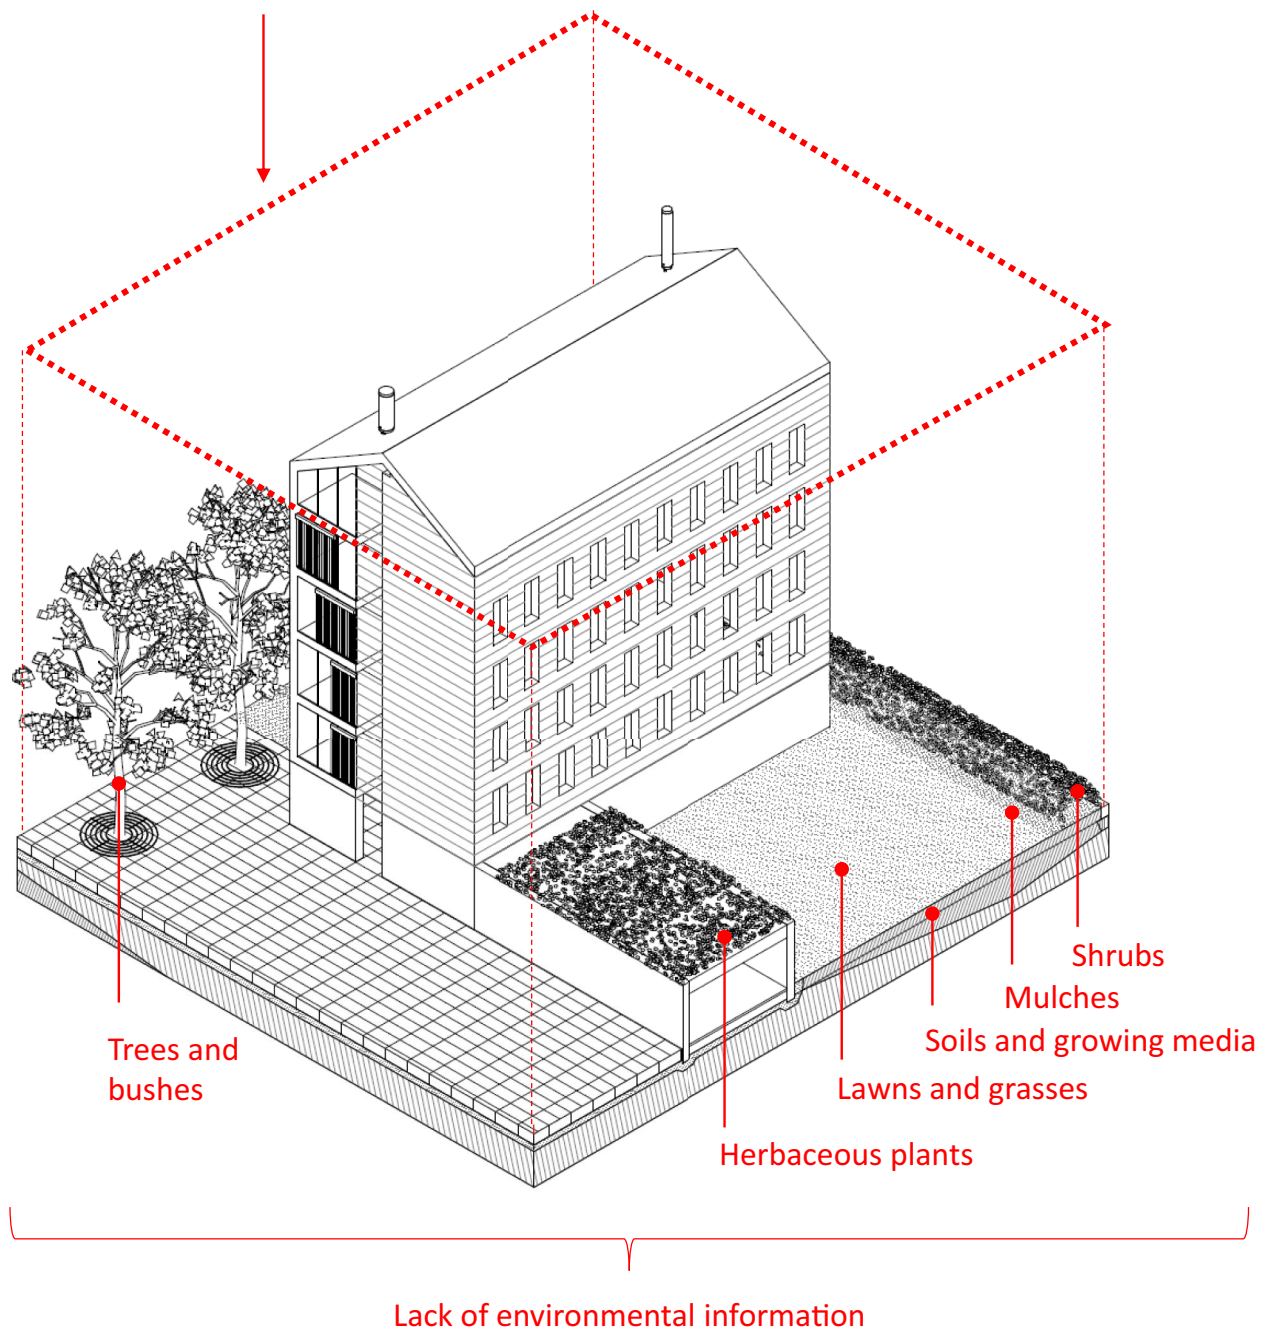 Shrubs
Mulches
Soils and growing media
Trees and
bushes
Lawns and grasses
Herbaceous plants
Lack of environmental information